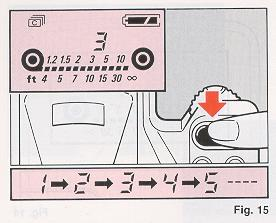 C
3
1.2 1.5 2 3 5 10
ft 4 5 7 10 15 30 ∞
1 → 2 → 3 → 4 → 5 ----
Fig. 15